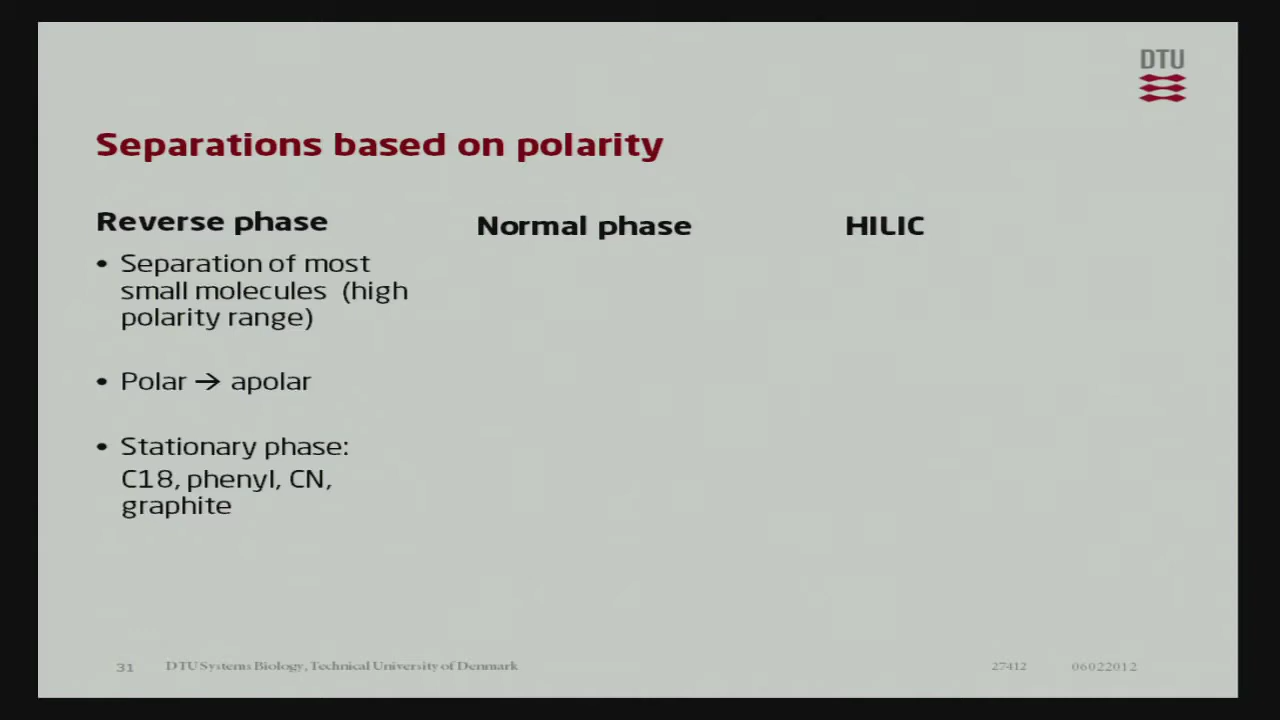 DTU
Separations based on polarity
Reverse phase
• Separation of most
small molecules (high
polarity range)
• Polar → apolar
• Stationary phase:
C18, phenyl, CN,
graphite
Normal phase
HILIC
31 DTU Systems Biology, Technical University of Denmark 27412 06022012